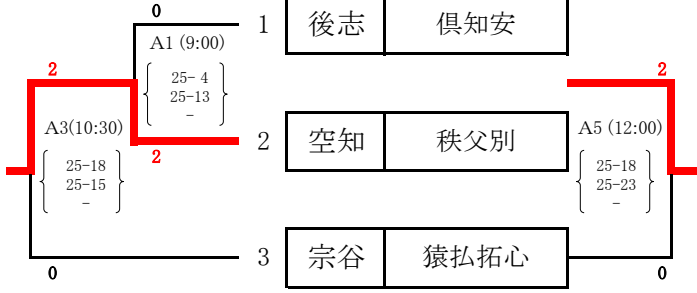 0
1 後志 倶知安
A1 (9:00)
2
2
25- 4
25-13
-
A3(10:30)
A5 (12:00)
2 空知 秩父別
2
25-18
25-15
-
25-18
25-23
-
3 宗谷 猿払拓心
0
0